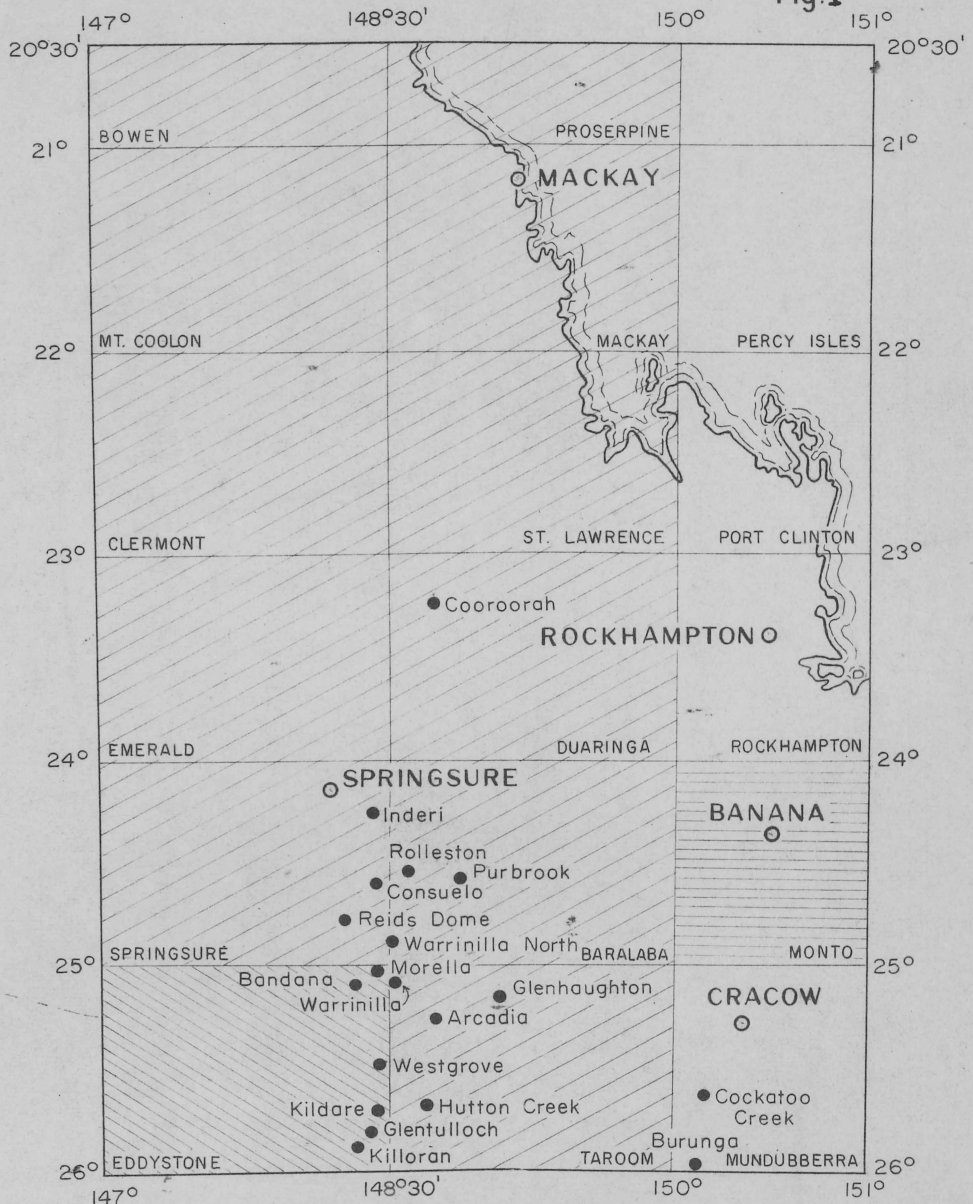 Fig.1
147° 148°30' 150° 151°
20°30' 20°30'
BOWEN PROSERPINE
21° 21°
MACKAY
MT. COOLON MACKAY PERCY ISLES
22° 22°
CLERMONT ST. LAWRENCE PORT CLINTON
23° 23°
Cooroorah
ROCKHAMPTON
EMERALD DUARINGA ROCKHAMPTON
24° 24°
SPRINGSURE
Inderi
BANANA
Rolleston
Purbrook
Consuelo
Reids Dome
Warrinilla North
SPRINGSURE BARALABA MONTO
25° 25°
Morella
Bandana
Glenhaughton
Warrinilla
CRACOW
Arcadia
Westgrove
Cockatoo
Creek
Kildare
Hutton Creek
Glentulloch
Burunga
Killoran
EDDYSTONE TAROOM MUNDUBBERRA
26° 26°
147° 148°30' 150° 151°